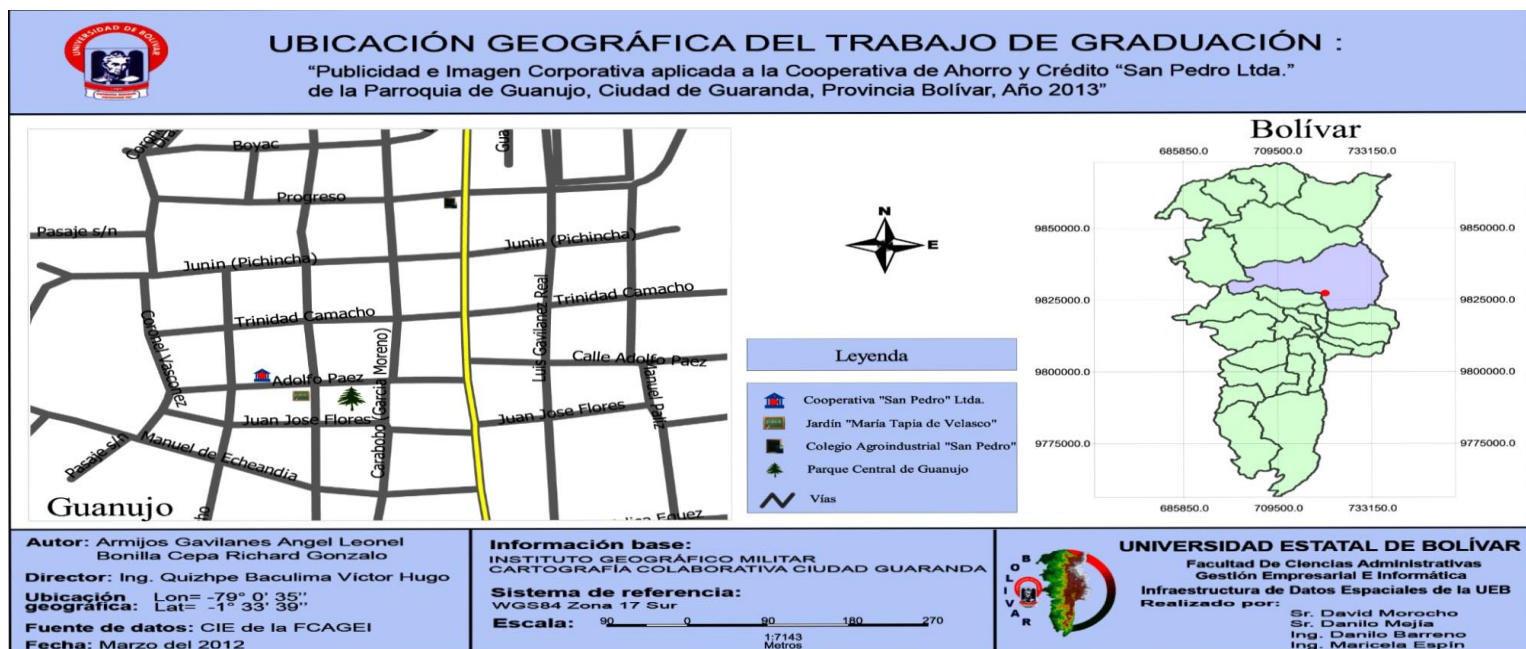 UNIVERSIDAD DE BOLIVAR
UBICACIÓN GEOGRÁFICA DEL TRABAJO DE GRADUACIÓN :
“Publicidad e Imagen Corporativa aplicada a la Cooperativa de Ahorro y Crédito “San Pedro Ltda.”
de la Parroquia de Guanujo, Ciudad de Guaranda, Provincia Bolívar, Año 2013”
Boyac
Gua
Progreso
Pasaje s/n
Junin (Pichincha)
Junin (Pichincha)
Trinidad Camacho
Trinidad Camacho
Coronel Vasconez
Carabobo (Garcia Moreno)
Luis Gavilanez Real
Calle Adolfo Paez
Adolfo Paez
Manuel Paliz
Juan Jose Flores
Juan Jose Flores
Pasaje s/n
Manuel de Echeandia
Guanujo
N
E
Leyenda
Cooperativa "San Pedro" Ltda.
Jardín "María Tapia de Velasco"
Colegio Agroindustrial "San Pedro"
Parque Central de Guanujo
Vías
Bolívar
685850.0 709500.0 733150.0
9850000.0 9850000.0
9825000.0 9825000.0
9800000.0 9800000.0
9775000.0 9775000.0
685850.0 709500.0 733150.0
Autor: Armijos Gavilanes Angel Leonel
Bonilla Cepa Richard Gonzalo
Director: Ing. Quizhpe Baculima Víctor Hugo
Ubicación geográfica: Lon= -79° 0' 35’’
Lat= -1° 33' 39’’
Fuente de datos: CIE de la FCAGEI
Fecha: Marzo del 2012
Información base:
INSTITUTO GEOGRÁFICO MILITAR
CARTOGRAFÍA COLABORATIVA CIUDAD GUARANDA
Sistema de referencia:
WGS84 Zona 17 Sur
Escala: 90 0 90 180 270
1:7143
Metros
BOLIVAR
UNIVERSIDAD ESTATAL DE BOLÍVAR
Facultad de Ciencias Administrativas
Gestión Empresarial E Informática
Infraestructura de Datos Espaciales de la UEB
Realizado por:
Sr. David Morocho
Sr. Danilo Mejía
Ing. Danilo Barreno
Ing. Maricela Espín